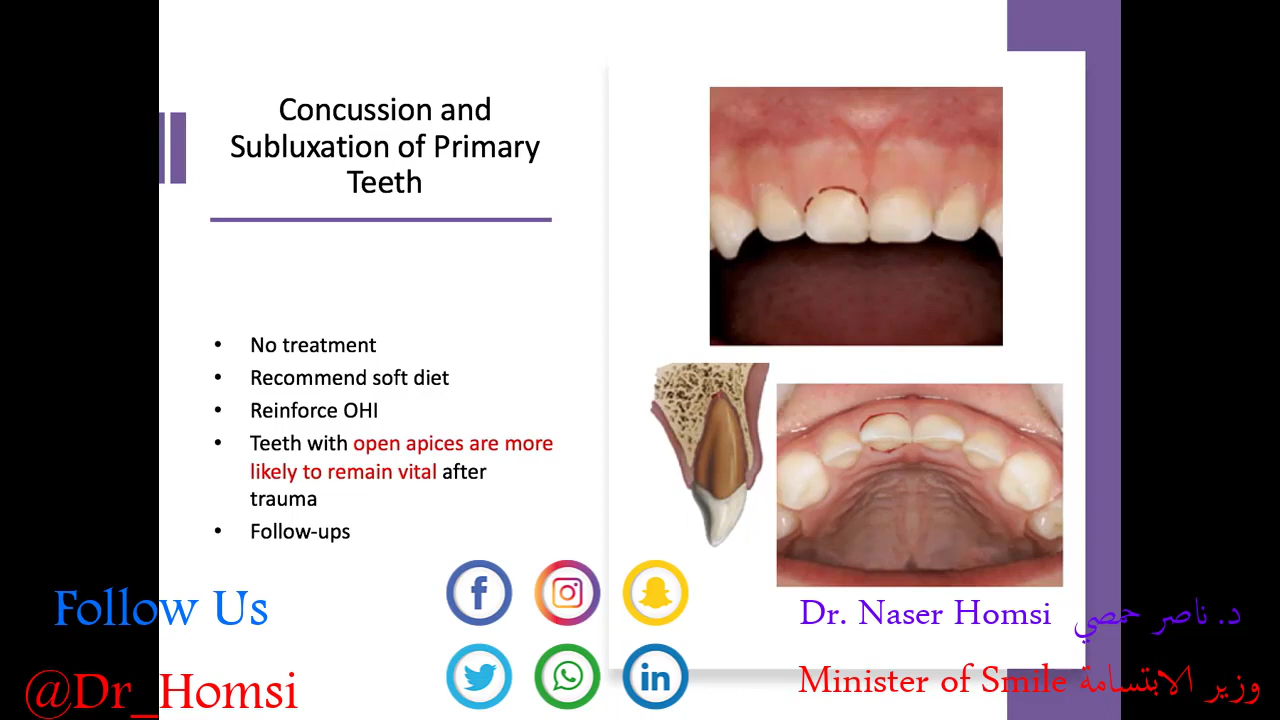 Concussion and
Subluxation of Primary
Teeth
• No treatment
• Recommend soft diet
• Reinforce OHI
• Teeth with open apices are more
likely to remain vital after
trauma
• Follow-ups
Follow Us
@Dr_Homsi
Dr. Naser Homsi د. ناصر حمصي
Minister of Smile وزير الابتسامة